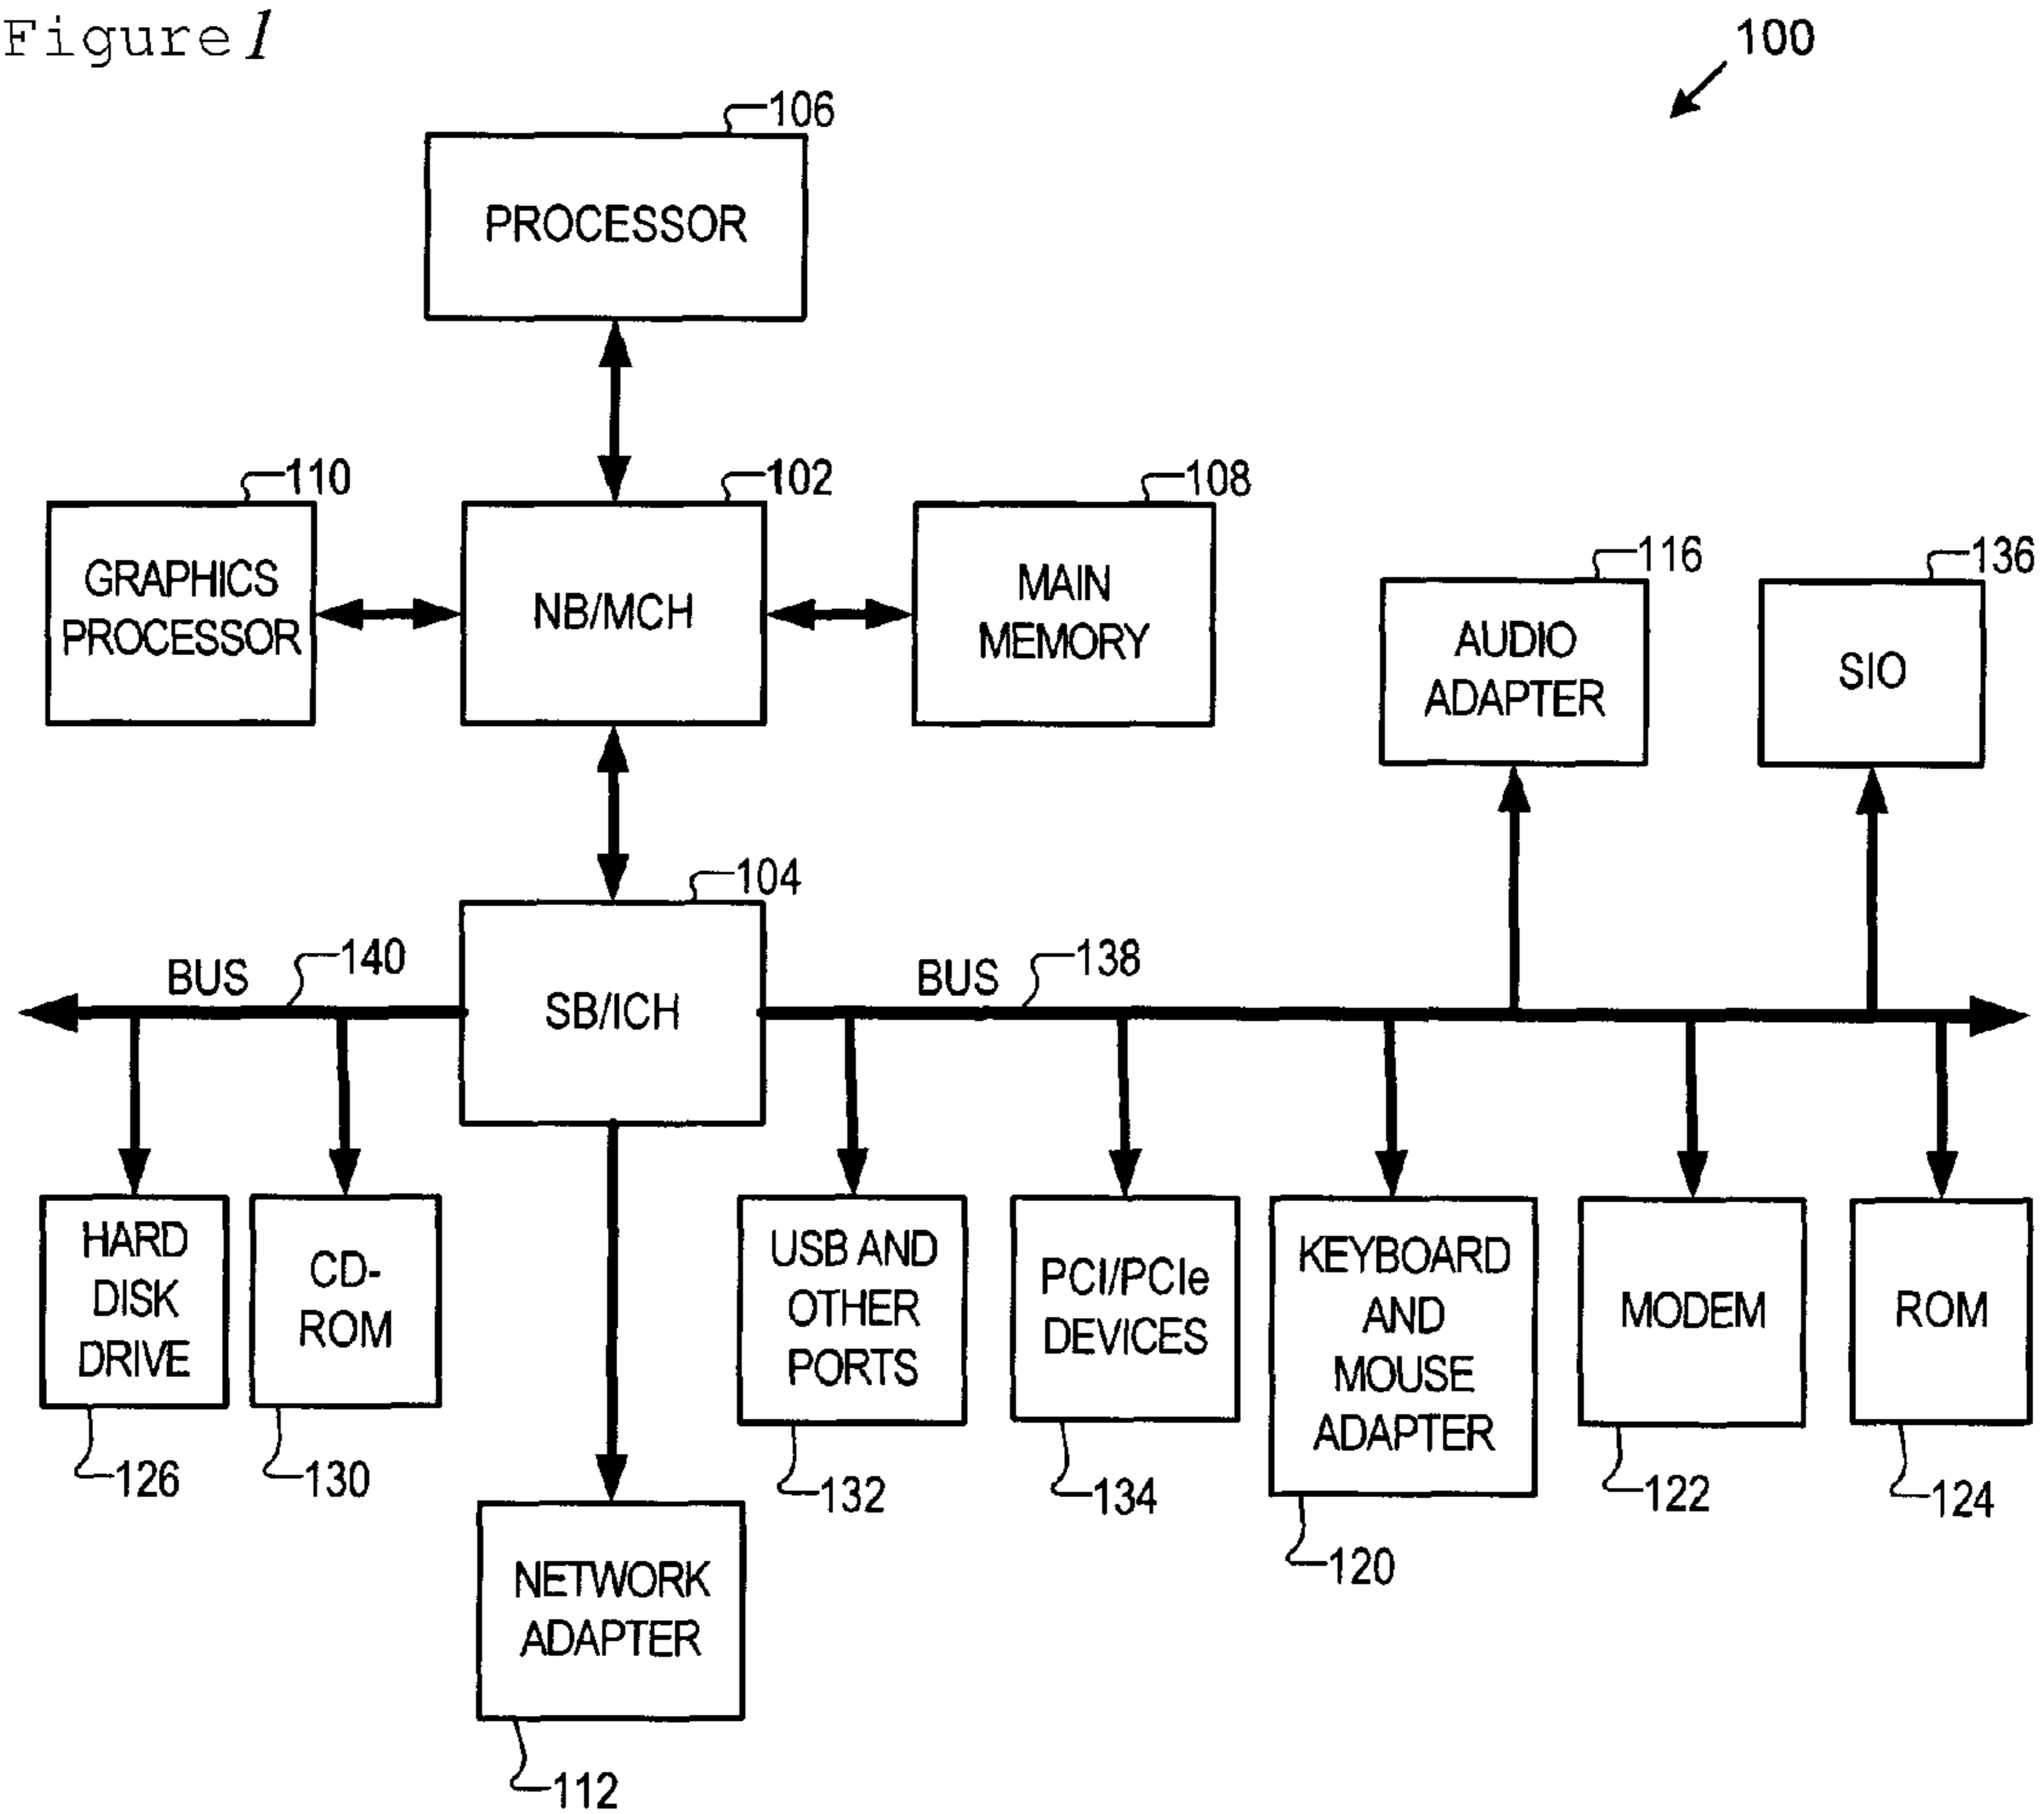 Figure 1
100
106
PROCESSOR
110
102
108
GRAPHICS
PROCESSOR
NB/MCH
MAIN
MEMORY
116
136
AUDIO
ADAPTER
SIO
104
BUS
140
SB/ICH
BUS
138
HARD
DISK
DRIVE
CD-
ROM
USB AND
OTHER
PORTS
PCI/PCIe
DEVICES
KEYBOARD
AND
MOUSE
ADAPTER
MODEM
ROM
126
130
132
134
120
122
124
NETWORK
ADAPTER
112